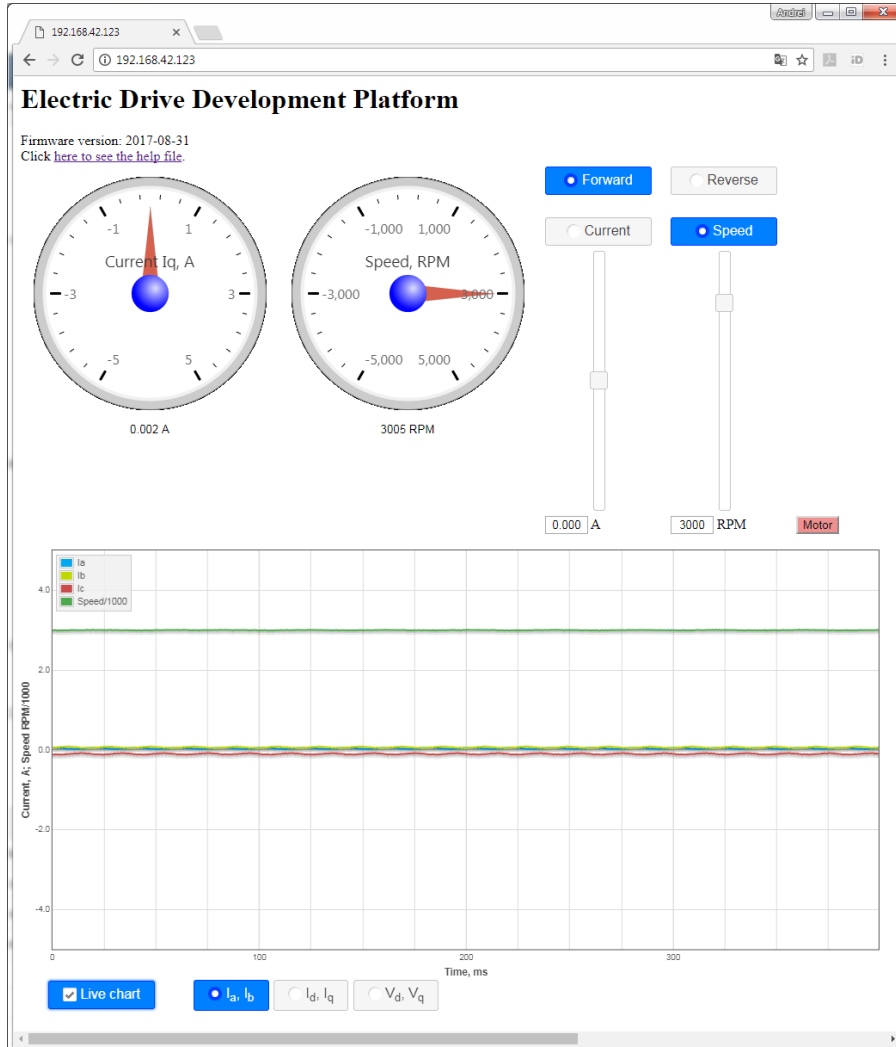 Andrei
192.168.42.123
192.168.42.123
iD
Electric Drive Development Platform
Firmware version: 2017-08-31
Click here to see the help file.
Forward
Reverse
Current
Speed
-1
1
Current Iq, A
-3
3
-5
5
0.002 A
-1,000
1,000
Speed, RPM
-3,000
3,000
-5,000
5,000
3005 RPM
0.000 A
3000 RPM
Motor
Ia
Ib
Ic
Speed/1000
Current, A; Speed RPM/1000
4.0
2.0
0.0
-2.0
-4.0
0
100
200
300
Time, ms
Live chart
Ia, Ib
Id, Iq
Vd, Vq